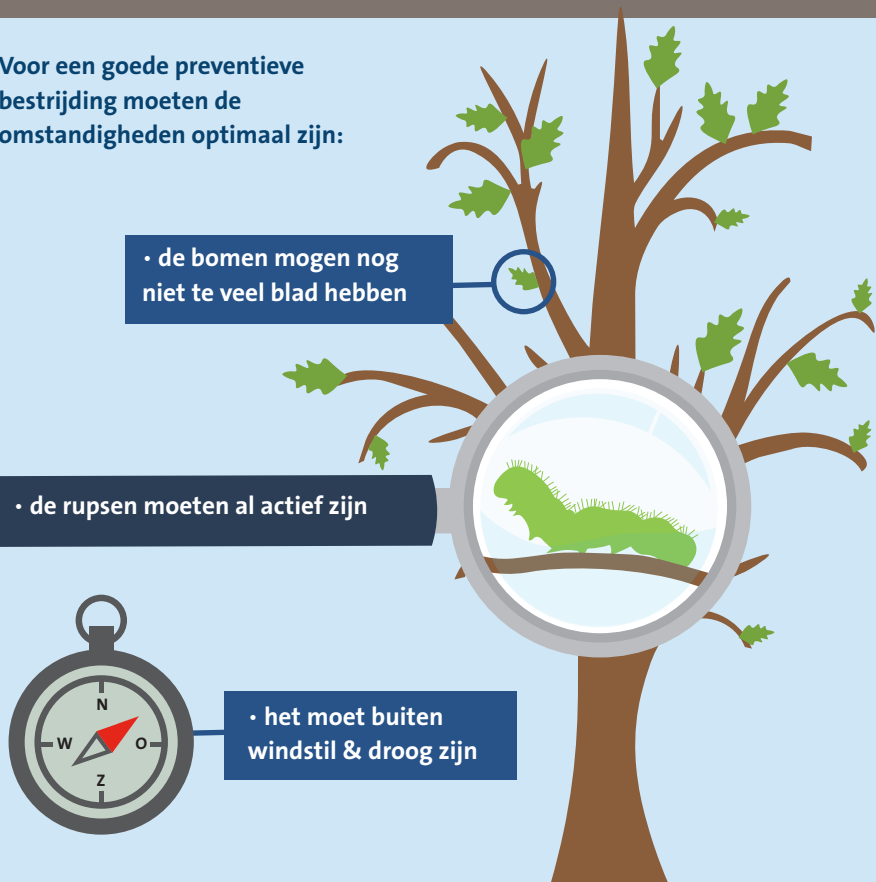 Voor een goede preventieve
bestrijding moeten de
omstandigheden optimaal zijn:
• de bomen mogen nog
niet te veel blad hebben
• de rupsen moeten al actief zijn
• het moet buiten
windstil & droog zijn
N
W O
Z